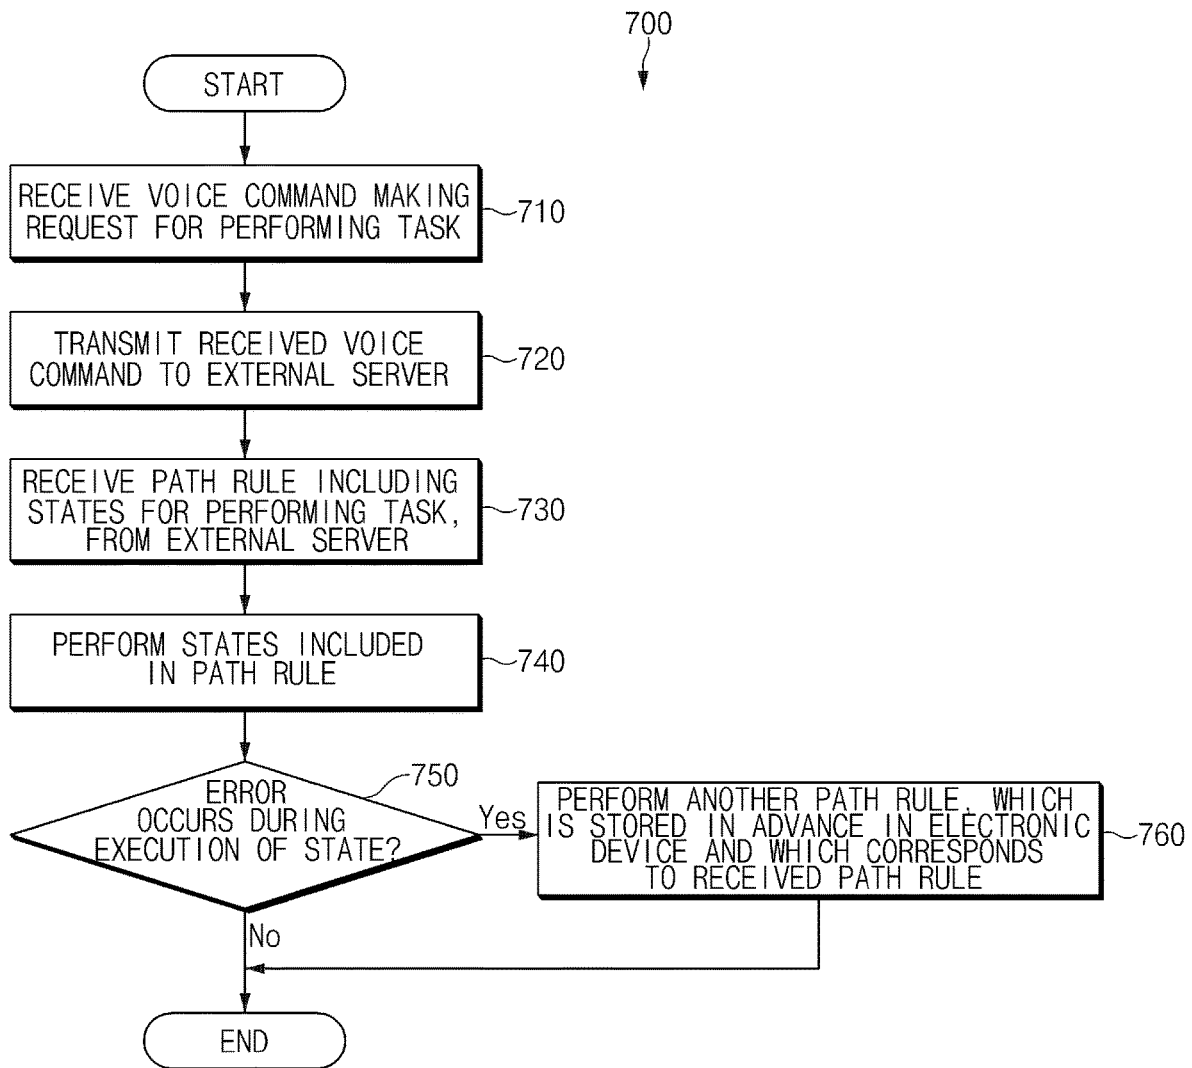 700
START
RECEIVE VOICE COMMAND MAKING
REQUEST FOR PERFORMING TASK
710
TRANSMIT RECEIVED VOICE
COMMAND TO EXTERNAL SERVER
720
RECEIVE PATH RULE INCLUDING
STATES FOR PERFORMING TASK,
FROM EXTERNAL SERVER
730
PERFORM STATES INCLUDED
IN PATH RULE
740
ERROR
OCCURS DURING
EXECUTION OF STATE?
750
Yes
PERFORM ANOTHER PATH RULE, WHICH
IS STORED IN ADVANCE IN ELECTRONIC
DEVICE AND WHICH CORRESPONDS
TO RECEIVED PATH RULE
760
No
END